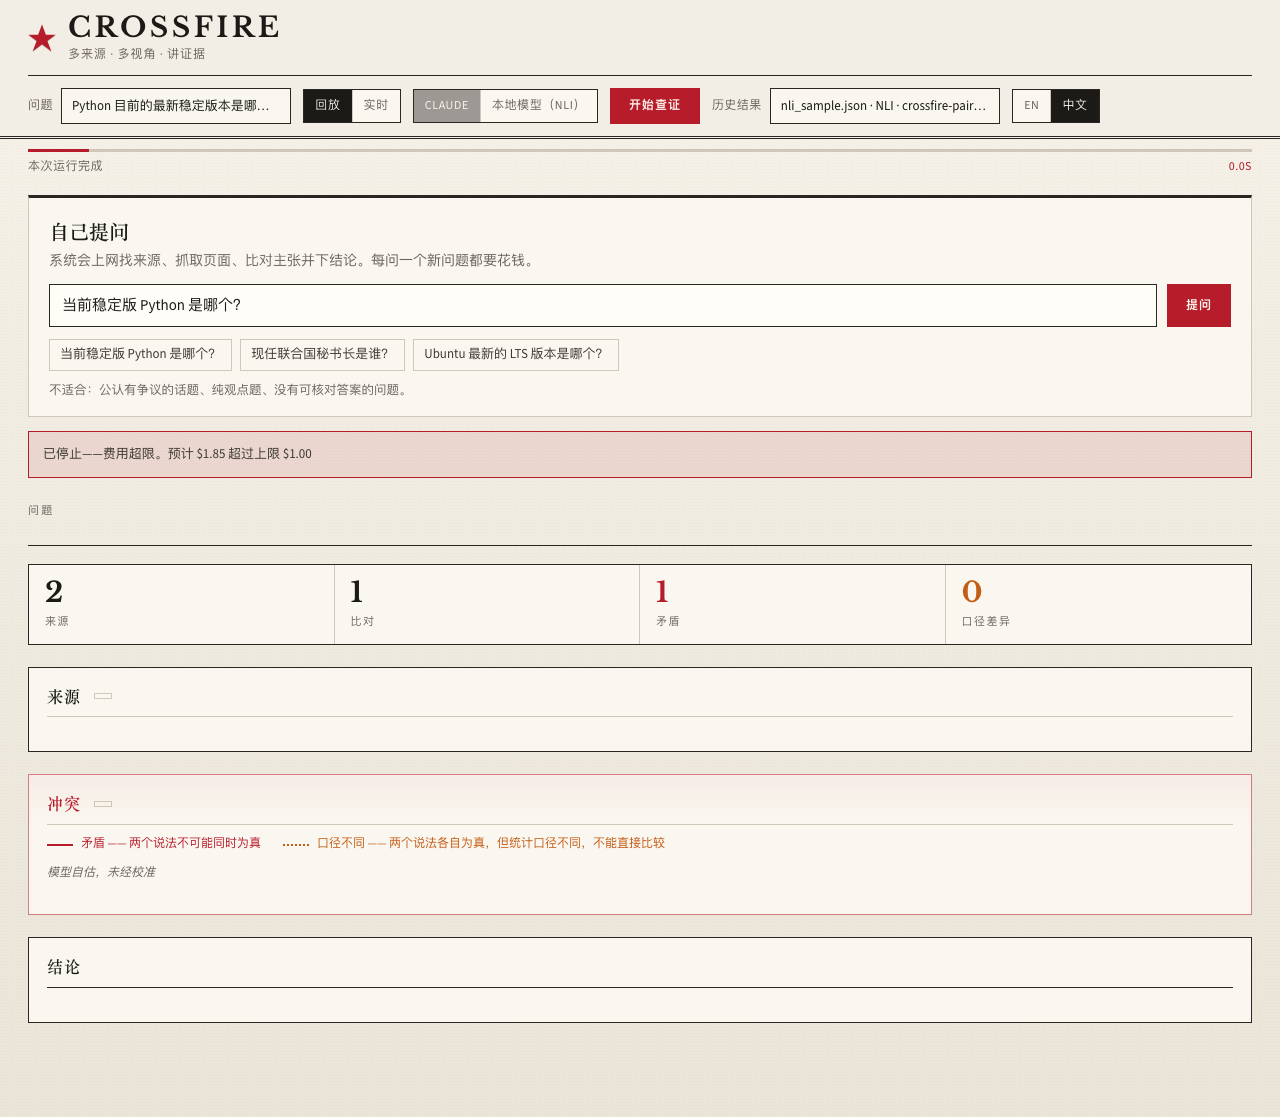 CROSSFIRE
多来源 · 多视角 · 讲证据
问题 Python 目前的最新稳定版本是哪… 回放 实时 CLAUDE 本地模型（NLI） 开始查证 历史结果 nli_sample.json · NLI · crossfire-pair… EN 中文
本次运行完成 0.0S
自己提问
系统会上网找来源、抓取页面、比对主张并下结论。每问一个新问题都要花钱。
当前稳定版 Python 是哪个？ 提问
当前稳定版 Python 是哪个？ 现任联合国秘书长是谁？ Ubuntu 最新的 LTS 版本是哪个？
不适合：公认有争议的话题、纯观点题、没有可核对答案的问题。
已停止——费用超限。预计 $1.85 超过上限 $1.00
问题
2 1 1 0
来源 比对 矛盾 口径差异
来源
冲突
矛盾 —— 两个说法不可能同时为真 口径不同 —— 两个说法各自为真，但统计口径不同，不能直接比较
模型自估，未经校准
结论